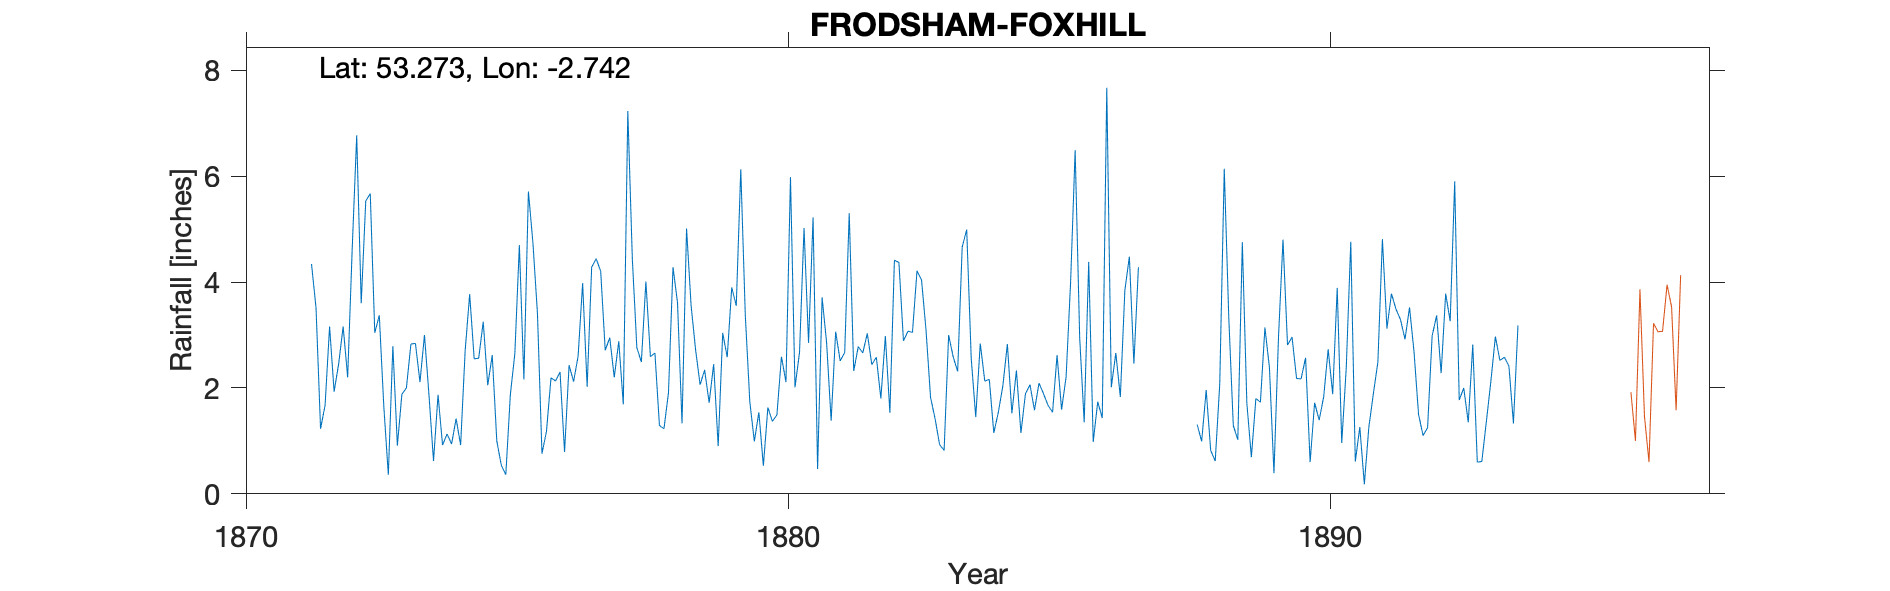 FRODSHAM-FOXHILL
Lat: 53.273, Lon: -2.742
Rainfall [inches]
8
6
4
2
0
1870 1880 1890
Year